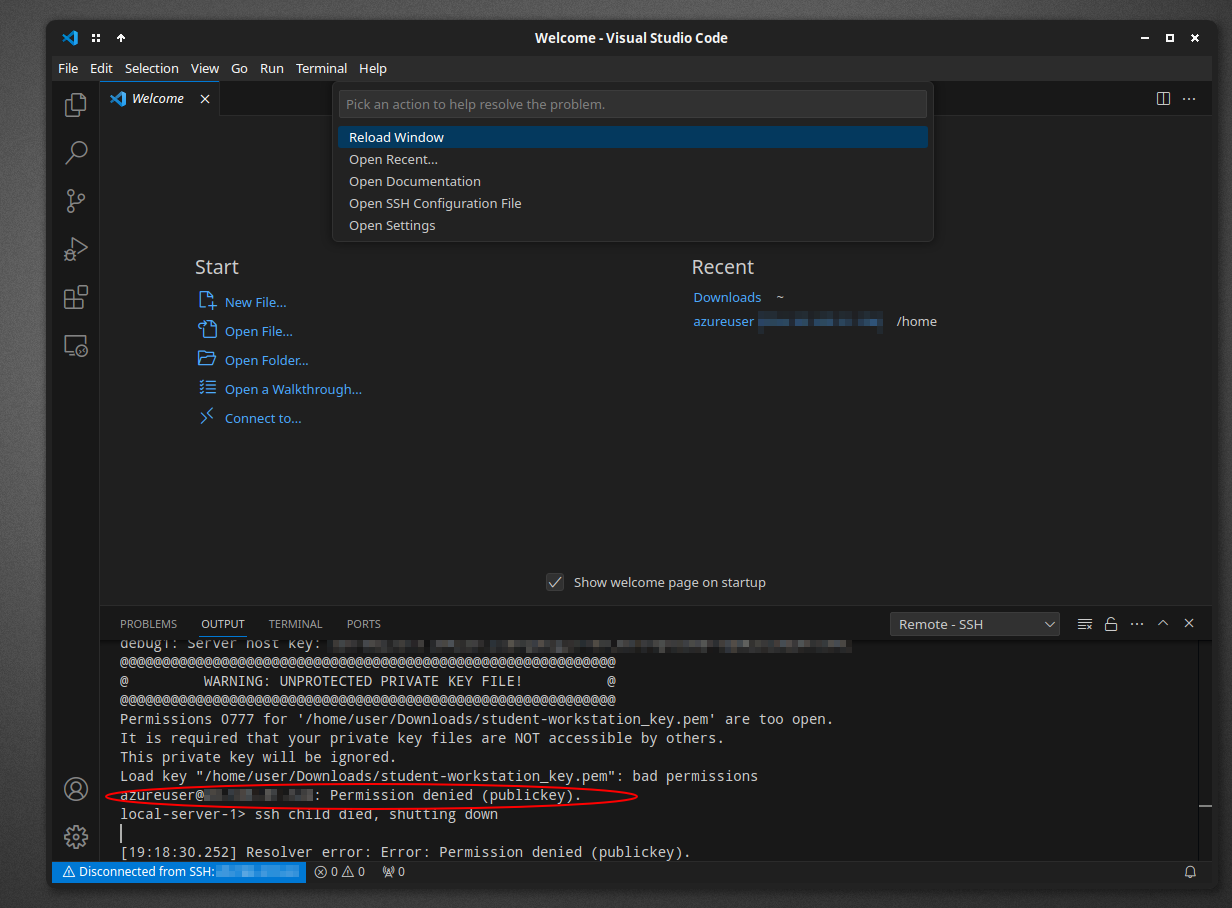 Welcome - Visual Studio Code
File Edit Selection View Go Run Terminal Help
Welcome
Pick an action to help resolve the problem.
Reload Window
Open Recent...
Open Documentation
Open SSH Configuration File
Open Settings
Start
New File...
Open File...
Open Folder...
Open a Walkthrough...
Connect to...
Recent
Downloads ~
azureuser /home
Show welcome page on startup
PROBLEMS OUTPUT TERMINAL PORTS Remote - SSH
debug1: Server host key:
@@@@@@@@@@@@@@@@@@@@@@@@@@@@@@@@@@@@@@@@@@@@@@@@@@@@@@@@@@@
@         WARNING: UNPROTECTED PRIVATE KEY FILE!          @
@@@@@@@@@@@@@@@@@@@@@@@@@@@@@@@@@@@@@@@@@@@@@@@@@@@@@@@@@@@
Permissions 0777 for '/home/user/Downloads/student-workstation_key.pem' are too open.
It is required that your private key files are NOT accessible by others.
This private key will be ignored.
Load key "/home/user/Downloads/student-workstation_key.pem": bad permissions
azureuser@ : Permission denied (publickey).
local-server-1> ssh child died, shutting down
[19:18:30.252] Resolver error: Error: Permission denied (publickey).
Disconnected from SSH: 0 0 0